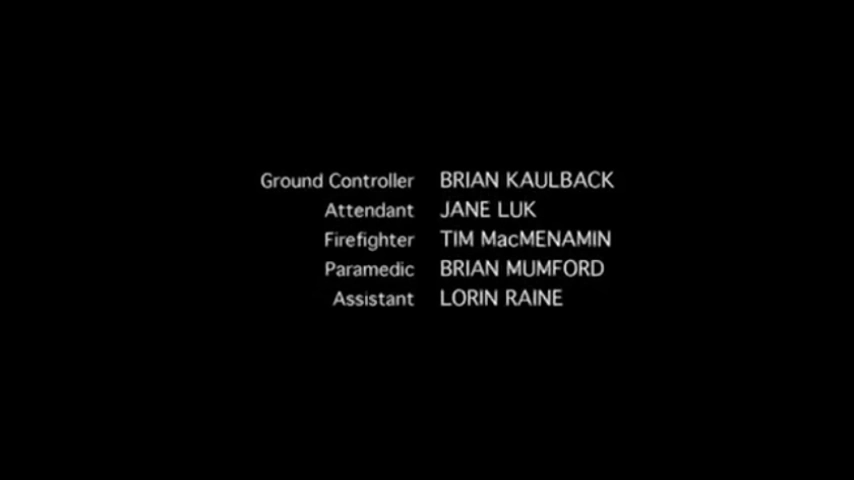 Ground Controller BRIAN KAULBACK
Attendant JANE LUK
Firefighter TIM MacMENAMIN
Paramedic BRIAN MUMFORD
Assistant LORIN RAINE